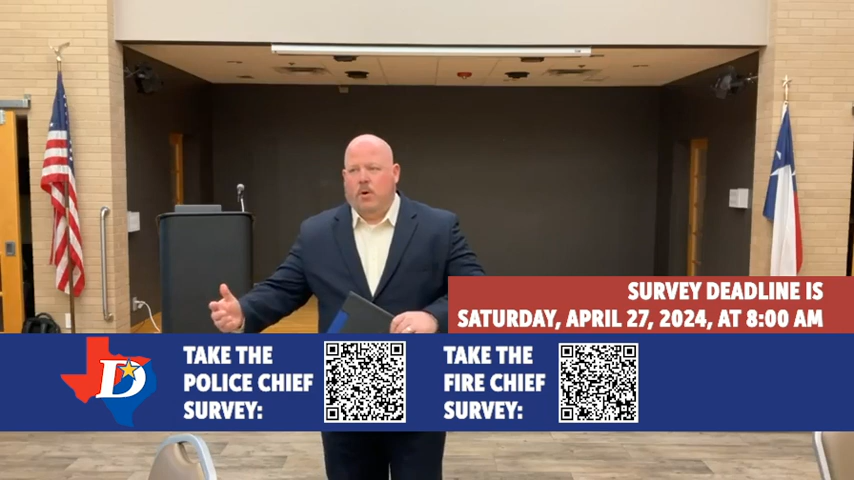 SURVEY DEADLINE IS
SATURDAY, APRIL 27, 2024, AT 8:00 AM
D
TAKE THE
POLICE CHIEF
SURVEY:
TAKE THE
FIRE CHIEF
SURVEY: